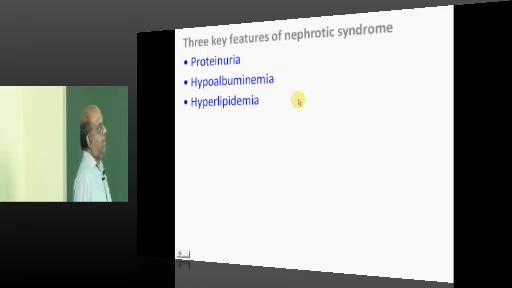 Three key features of nephrotic syndrome
• Proteinuria
• Hypoalbuminemia
• Hyperlipidemia